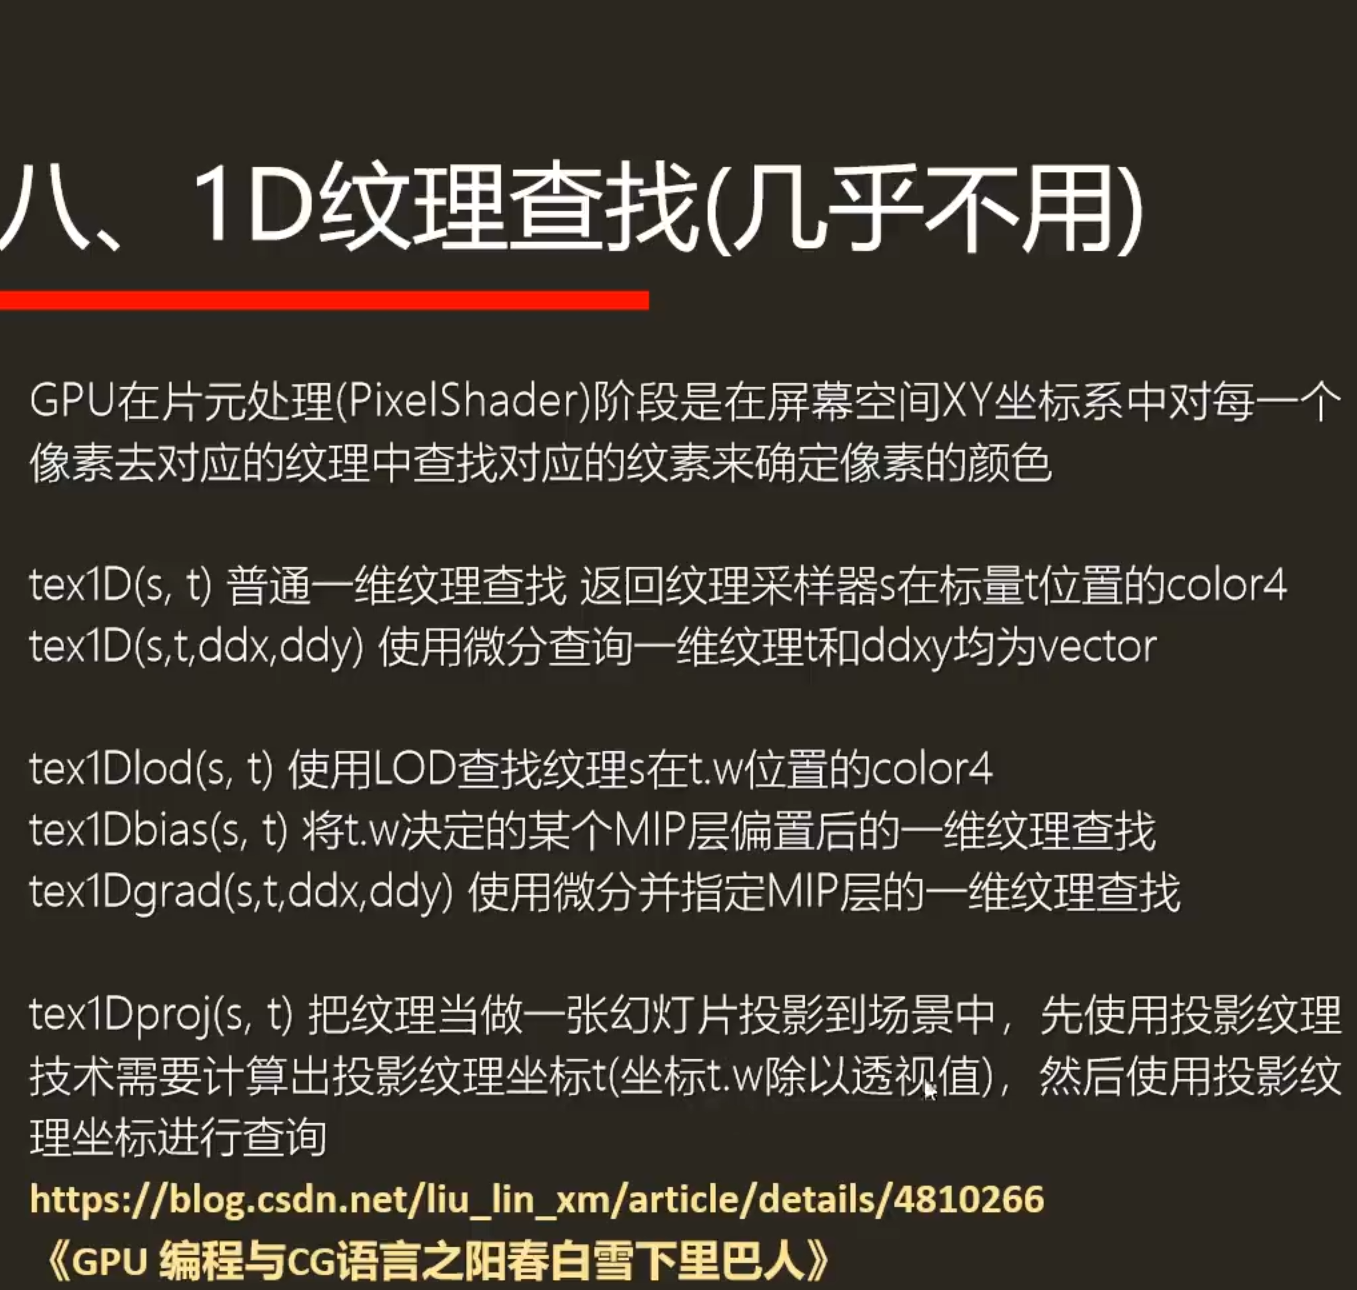 八、1D纹理查找(几乎不用)
GPU在片元处理(PixelShader)阶段是在屏幕空间XY坐标系中对每一个
像素去对应的纹理中查找对应的纹素来确定像素的颜色
tex1D(s, t) 普通一维纹理查找 返回纹理采样器s在标量t位置的color4
tex1D(s,t,ddx,ddy) 使用微分查询一维纹理t和ddxy均为vector
tex1Dlod(s, t) 使用LOD查找纹理s在t.w位置的color4
tex1Dbias(s, t) 将t.w决定的某个MIP层偏置后的一维纹理查找
tex1Dgrad(s,t,ddx,ddy) 使用微分并指定MIP层的一维纹理查找
tex1Dproj(s, t) 把纹理当做一张幻灯片投影到场景中，先使用投影纹理
技术需要计算出投影纹理坐标t(坐标t.w除以透视值)，然后使用投影纹
理坐标进行查询
https://blog.csdn.net/liu_lin_xm/article/details/4810266
《GPU 编程与CG语言之阳春白雪下里巴人》